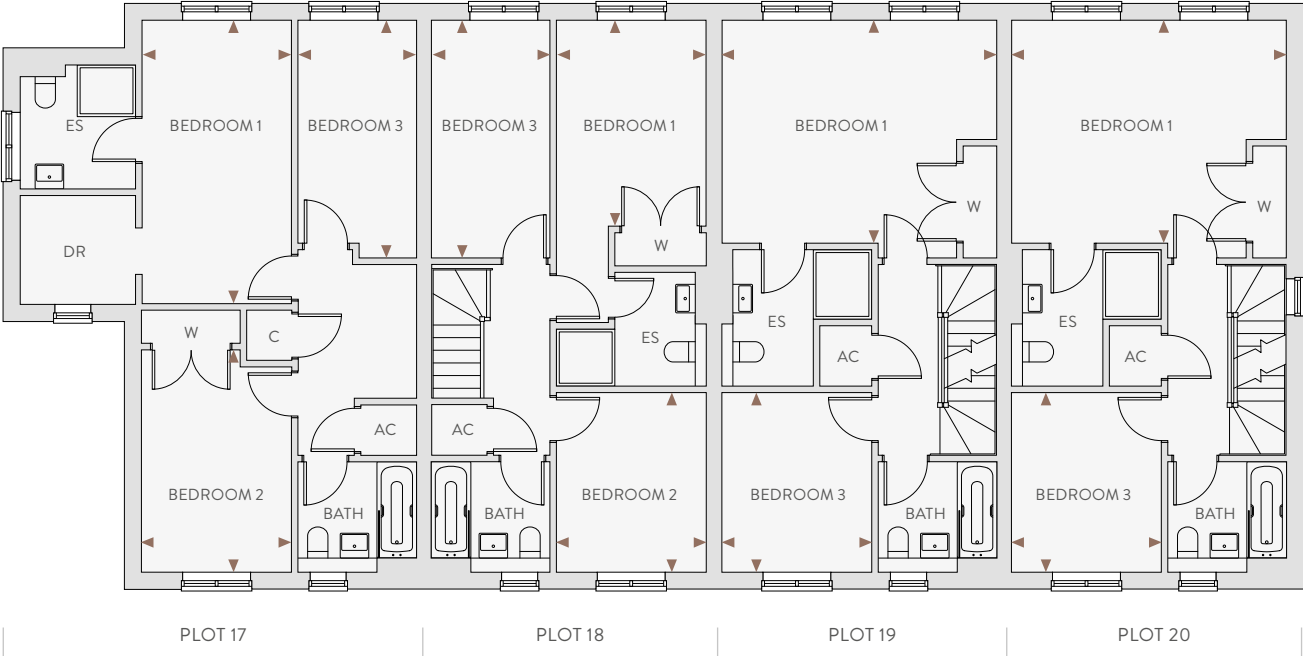 BEDROOM 1
BEDROOM 3
BEDROOM 3
BEDROOM 1
BEDROOM 1
BEDROOM 1
ES
DR
W
W
W
W
C
ES
ES
ES
AC
AC
AC
AC
BEDROOM 2
BEDROOM 2
BEDROOM 3
BEDROOM 3
BATH
BATH
BATH
BATH
PLOT 17
PLOT 18
PLOT 19
PLOT 20